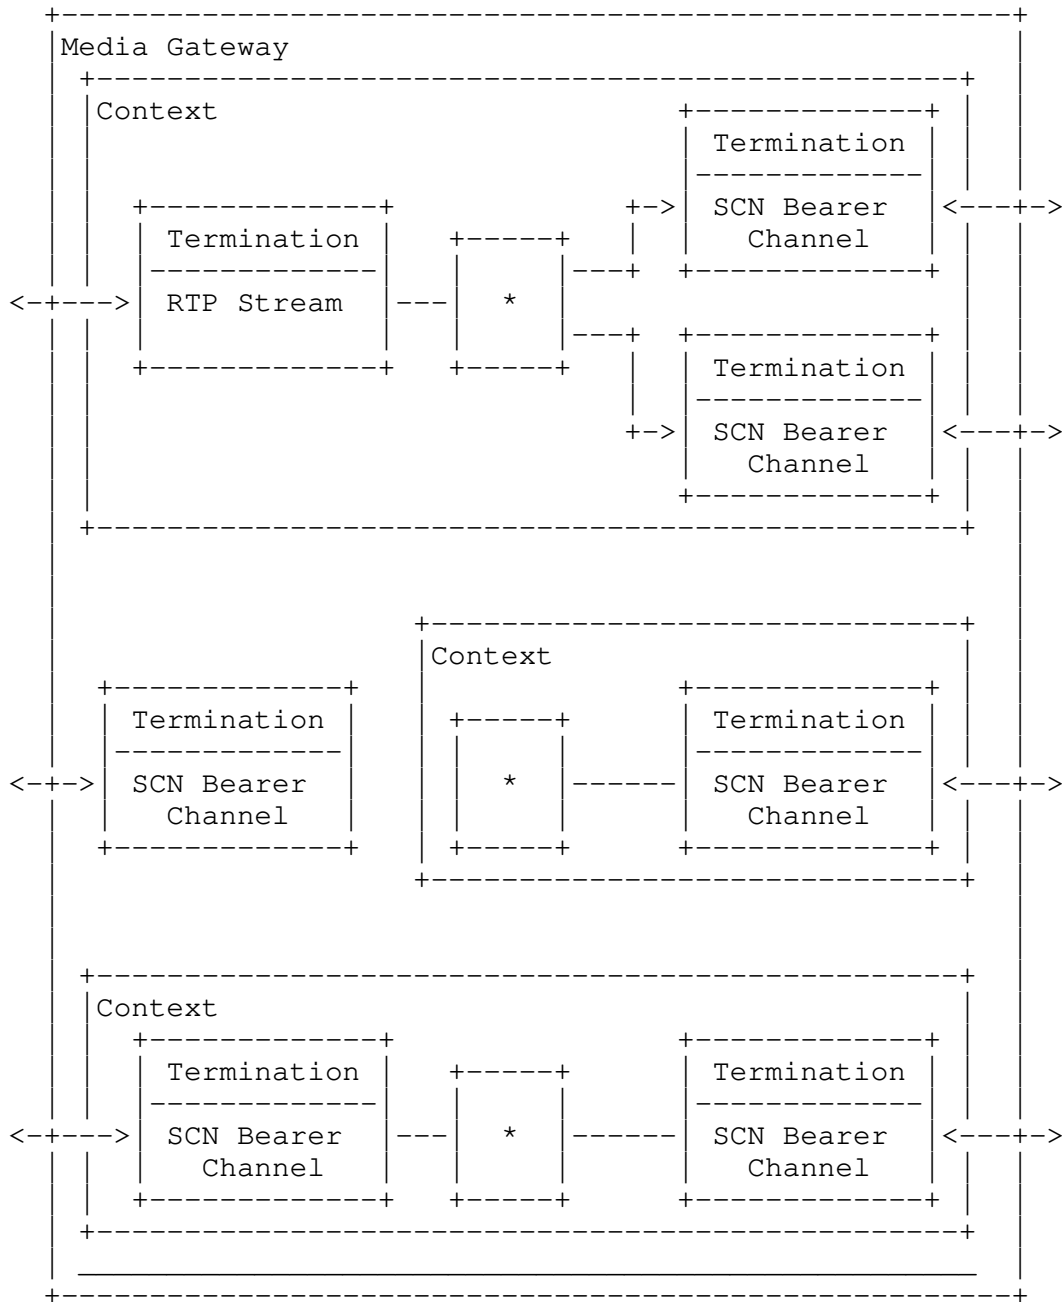 Media Gateway
Context
Termination
SCN Bearer
Channel
Termination
RTP Stream
*
Termination
SCN Bearer
Channel
Context
Termination
SCN Bearer
Channel
*
Termination
SCN Bearer
Channel
Context
Termination
SCN Bearer
Channel
*
Termination
SCN Bearer
Channel